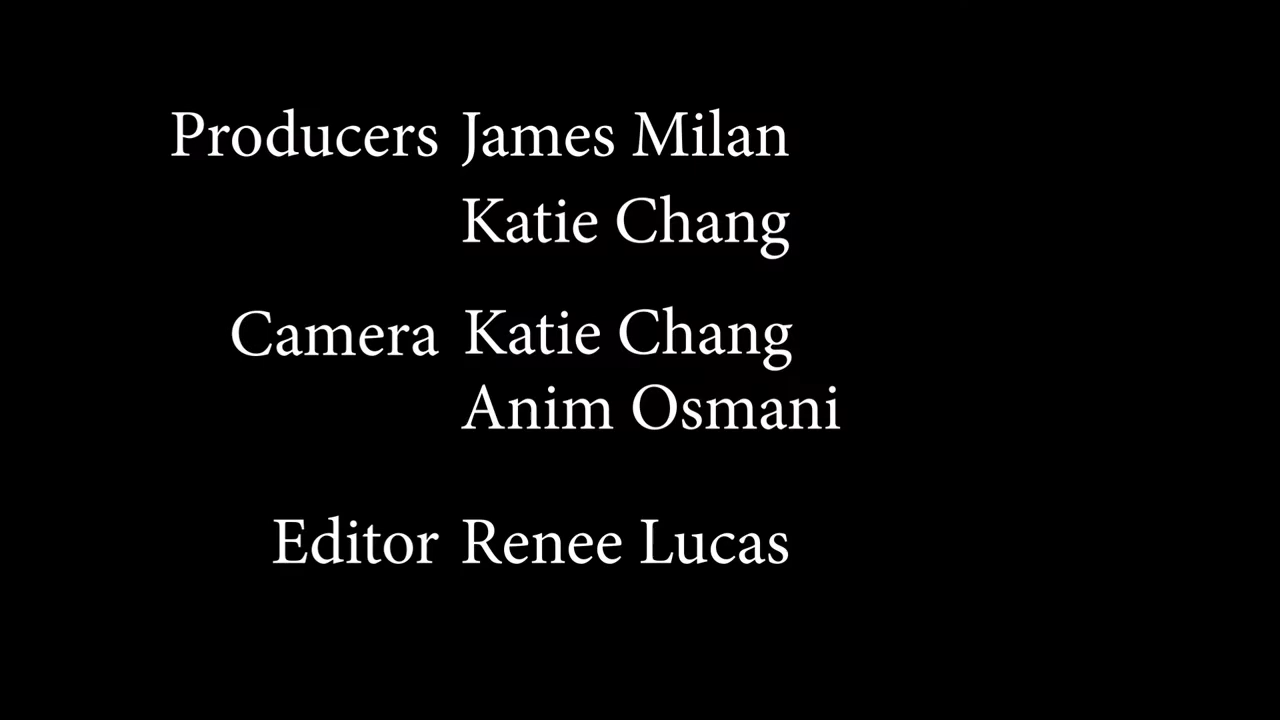 Producers James Milan
Katie Chang
Camera Katie Chang
Anim Osmani
Editor Renee Lucas